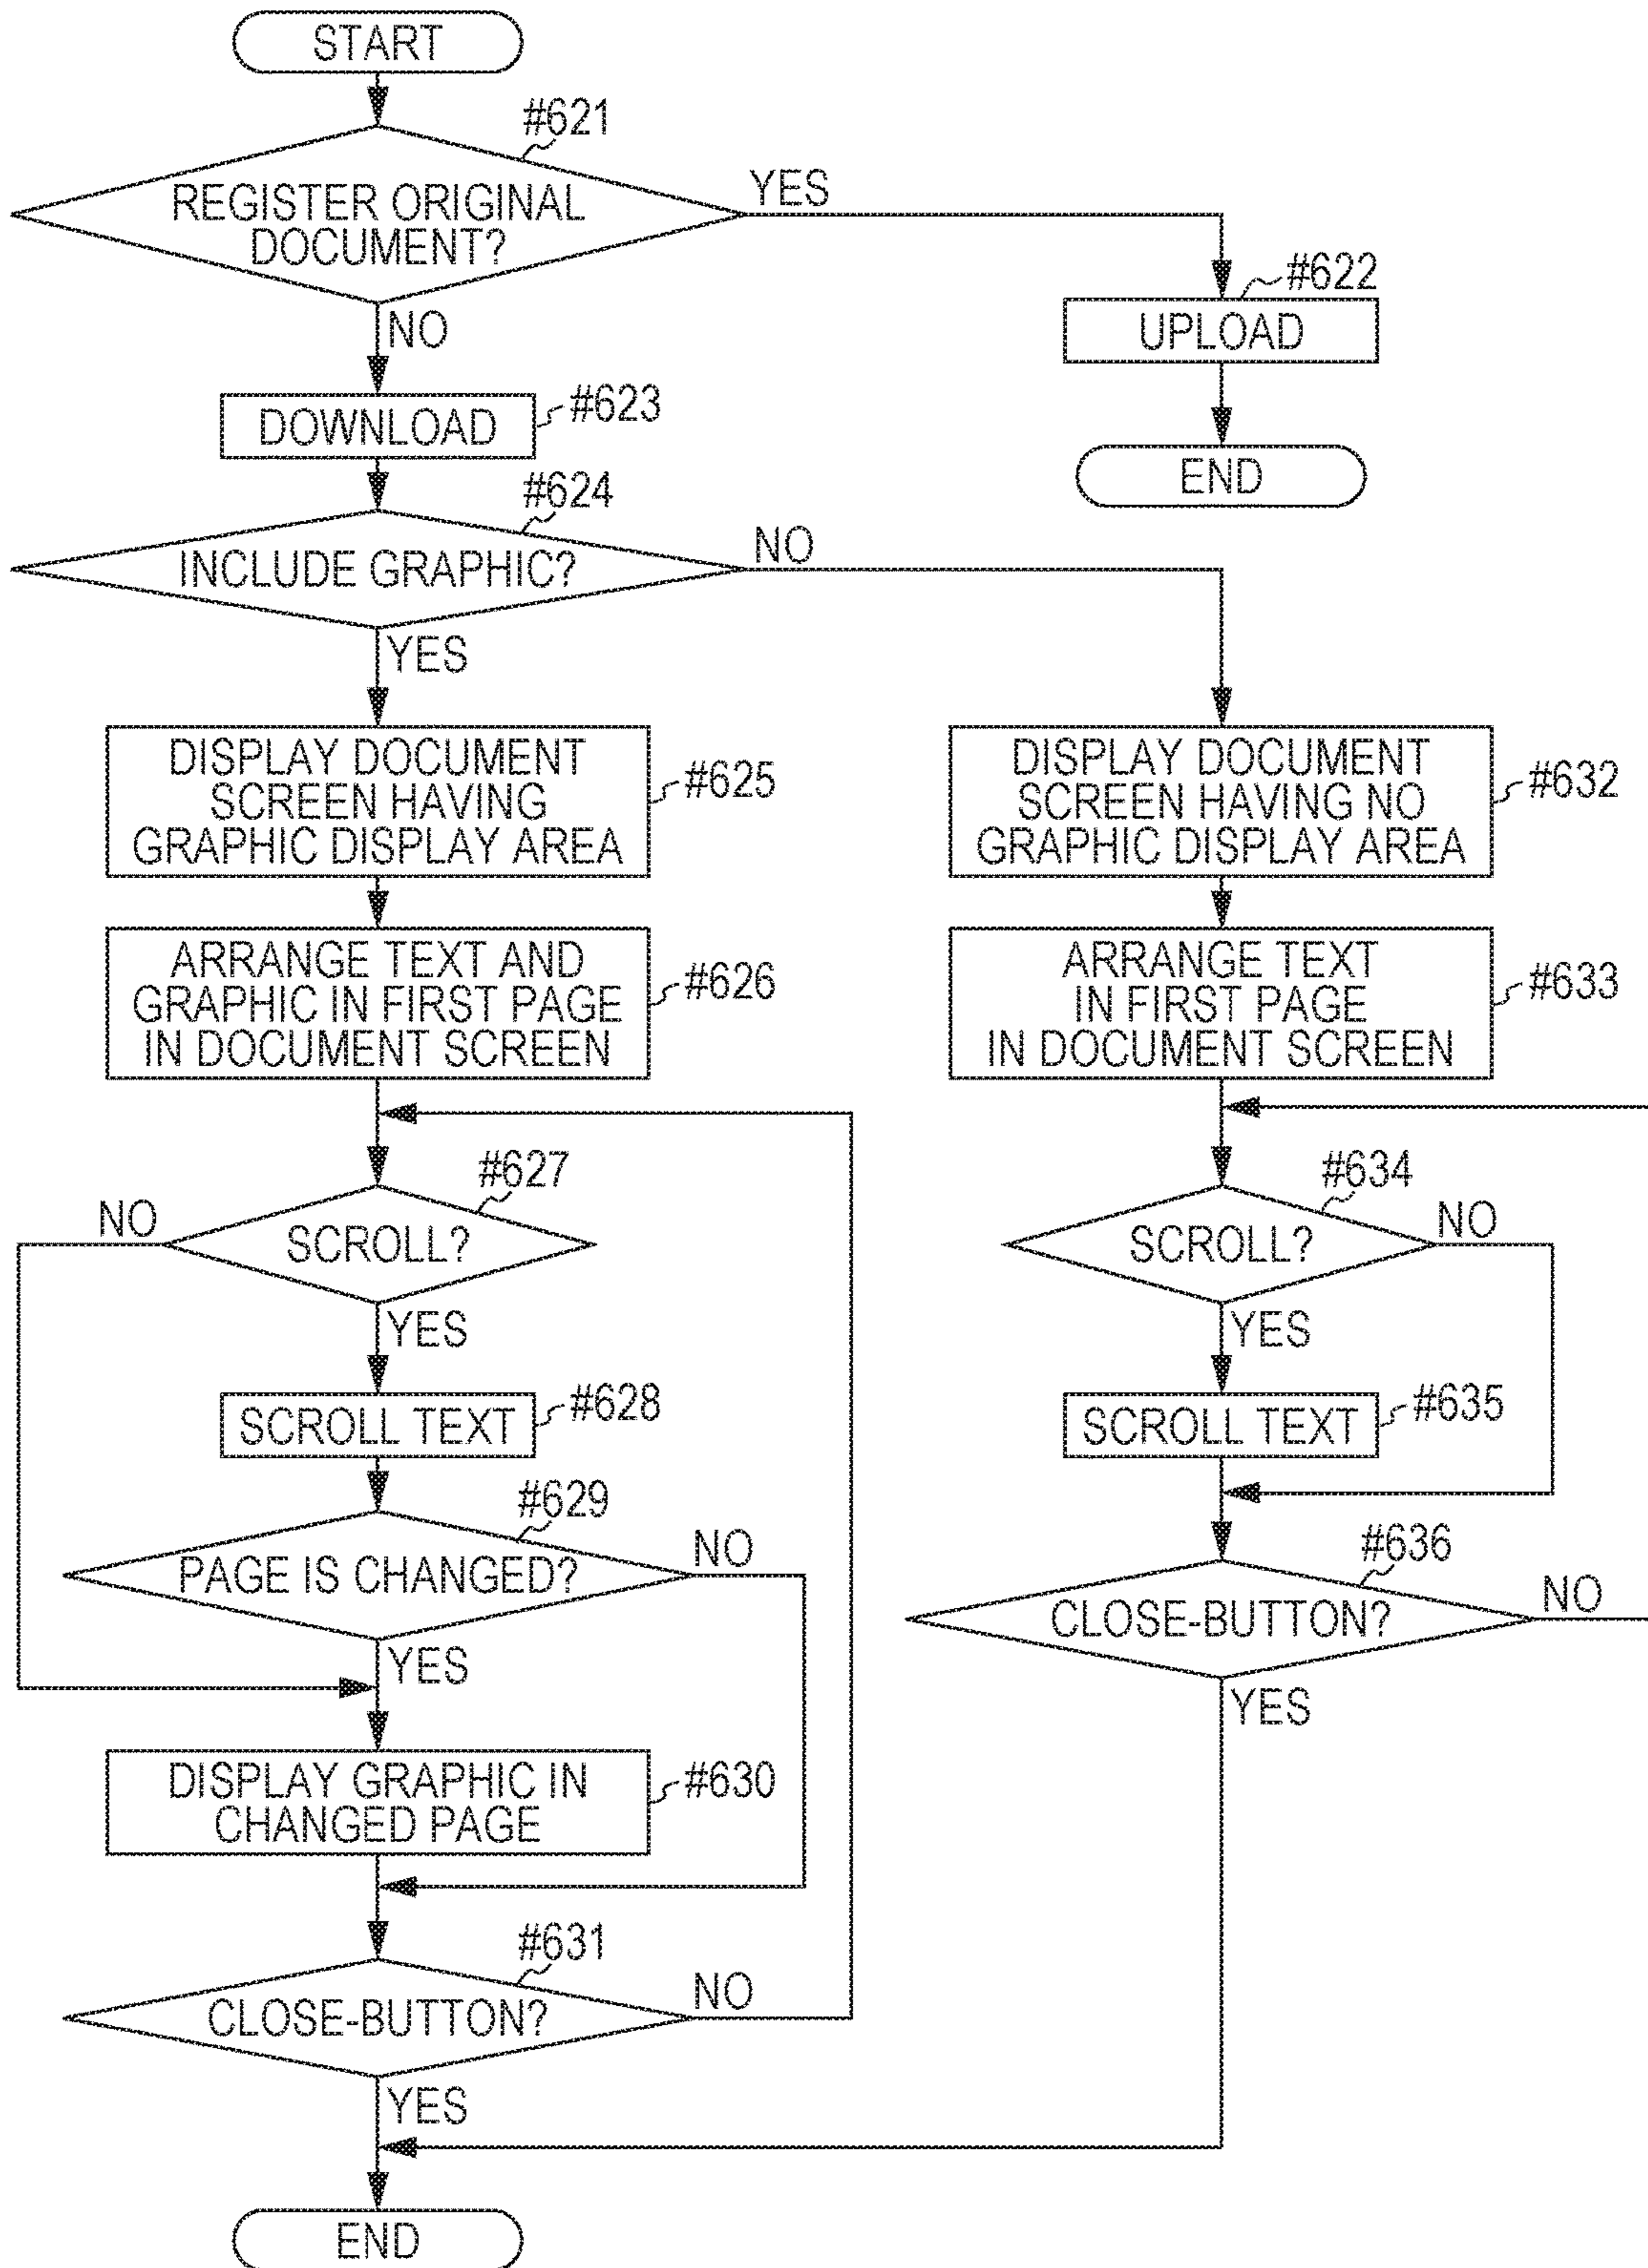 START
#621
REGISTER ORIGINAL
DOCUMENT?
YES
NO
#622
UPLOAD
END
#623
DOWNLOAD
#624
INCLUDE GRAPHIC?
NO
YES
DISPLAY DOCUMENT
SCREEN HAVING
GRAPHIC DISPLAY AREA
#625
ARRANGE TEXT AND
GRAPHIC IN FIRST PAGE
IN DOCUMENT SCREEN
#626
#627
SCROLL?
NO
YES
SCROLL TEXT
#628
#629
PAGE IS CHANGED?
NO
YES
DISPLAY GRAPHIC IN
CHANGED PAGE
#630
#631
CLOSE-BUTTON?
NO
YES
DISPLAY DOCUMENT
SCREEN HAVING NO
GRAPHIC DISPLAY AREA
#632
ARRANGE TEXT
IN FIRST PAGE
IN DOCUMENT SCREEN
#633
#634
SCROLL?
NO
YES
SCROLL TEXT
#635
#636
CLOSE-BUTTON?
NO
YES
END